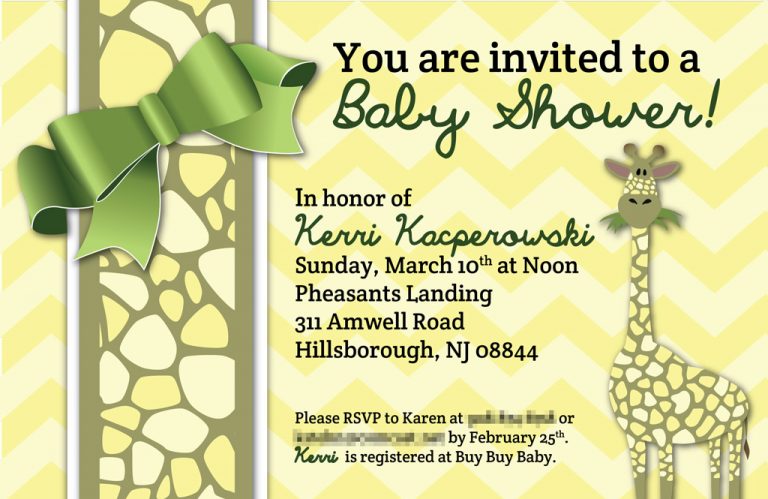 You are invited to a
Baby Shower!
In honor of
Kerri Kacperowski
Sunday, March 10th at Noon
Pheasants Landing
311 Amwell Road
Hillsborough, NJ 08844
Please RSVP to Karen at or
by February 25th.
Kerri is registered at Buy Buy Baby.